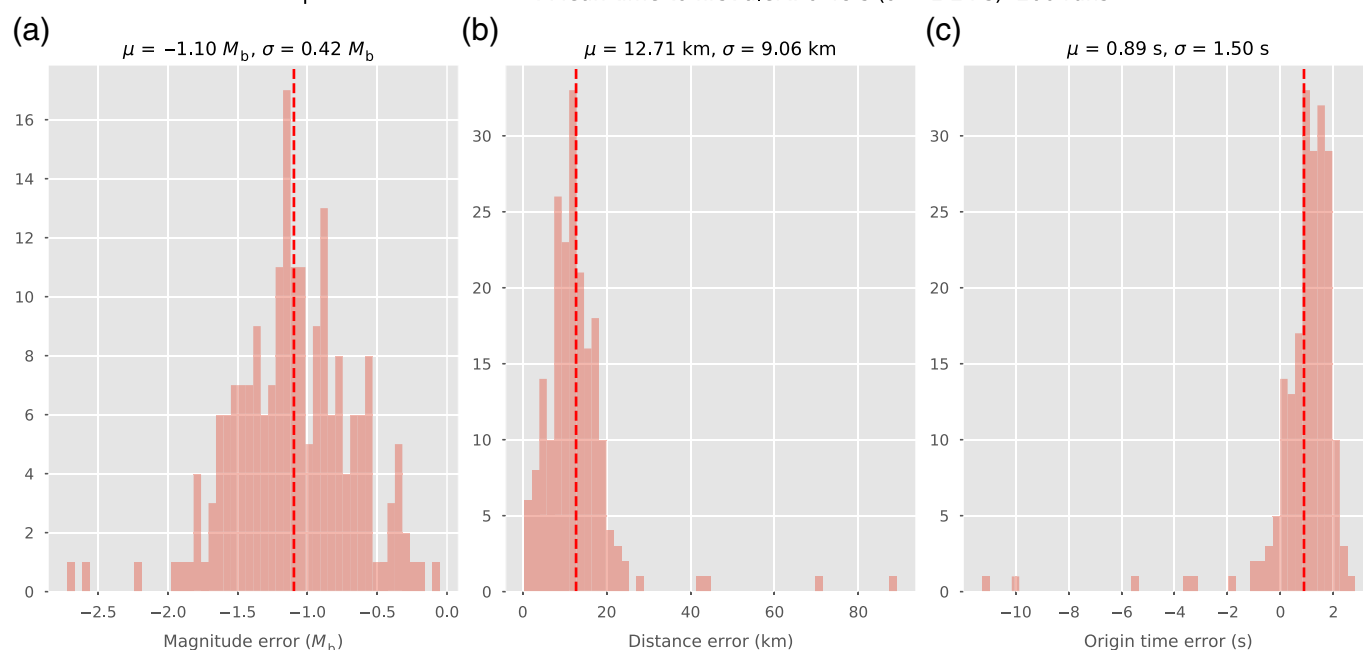 (a) (b) (c)
μ = −1.10 M_b, σ = 0.42 M_b μ = 12.71 km, σ = 9.06 km μ = 0.89 s, σ = 1.50 s
16
14
12
10
8
6
4
2
0
−2.5 −2.0 −1.5 −1.0 −0.5 0.0
Magnitude error (M_b)
30
25
20
15
10
5
0
0 20 40 60 80
Distance error (km)
30
25
20
15
10
5
0
−10 −8 −6 −4 −2 0 2
Origin time error (s)